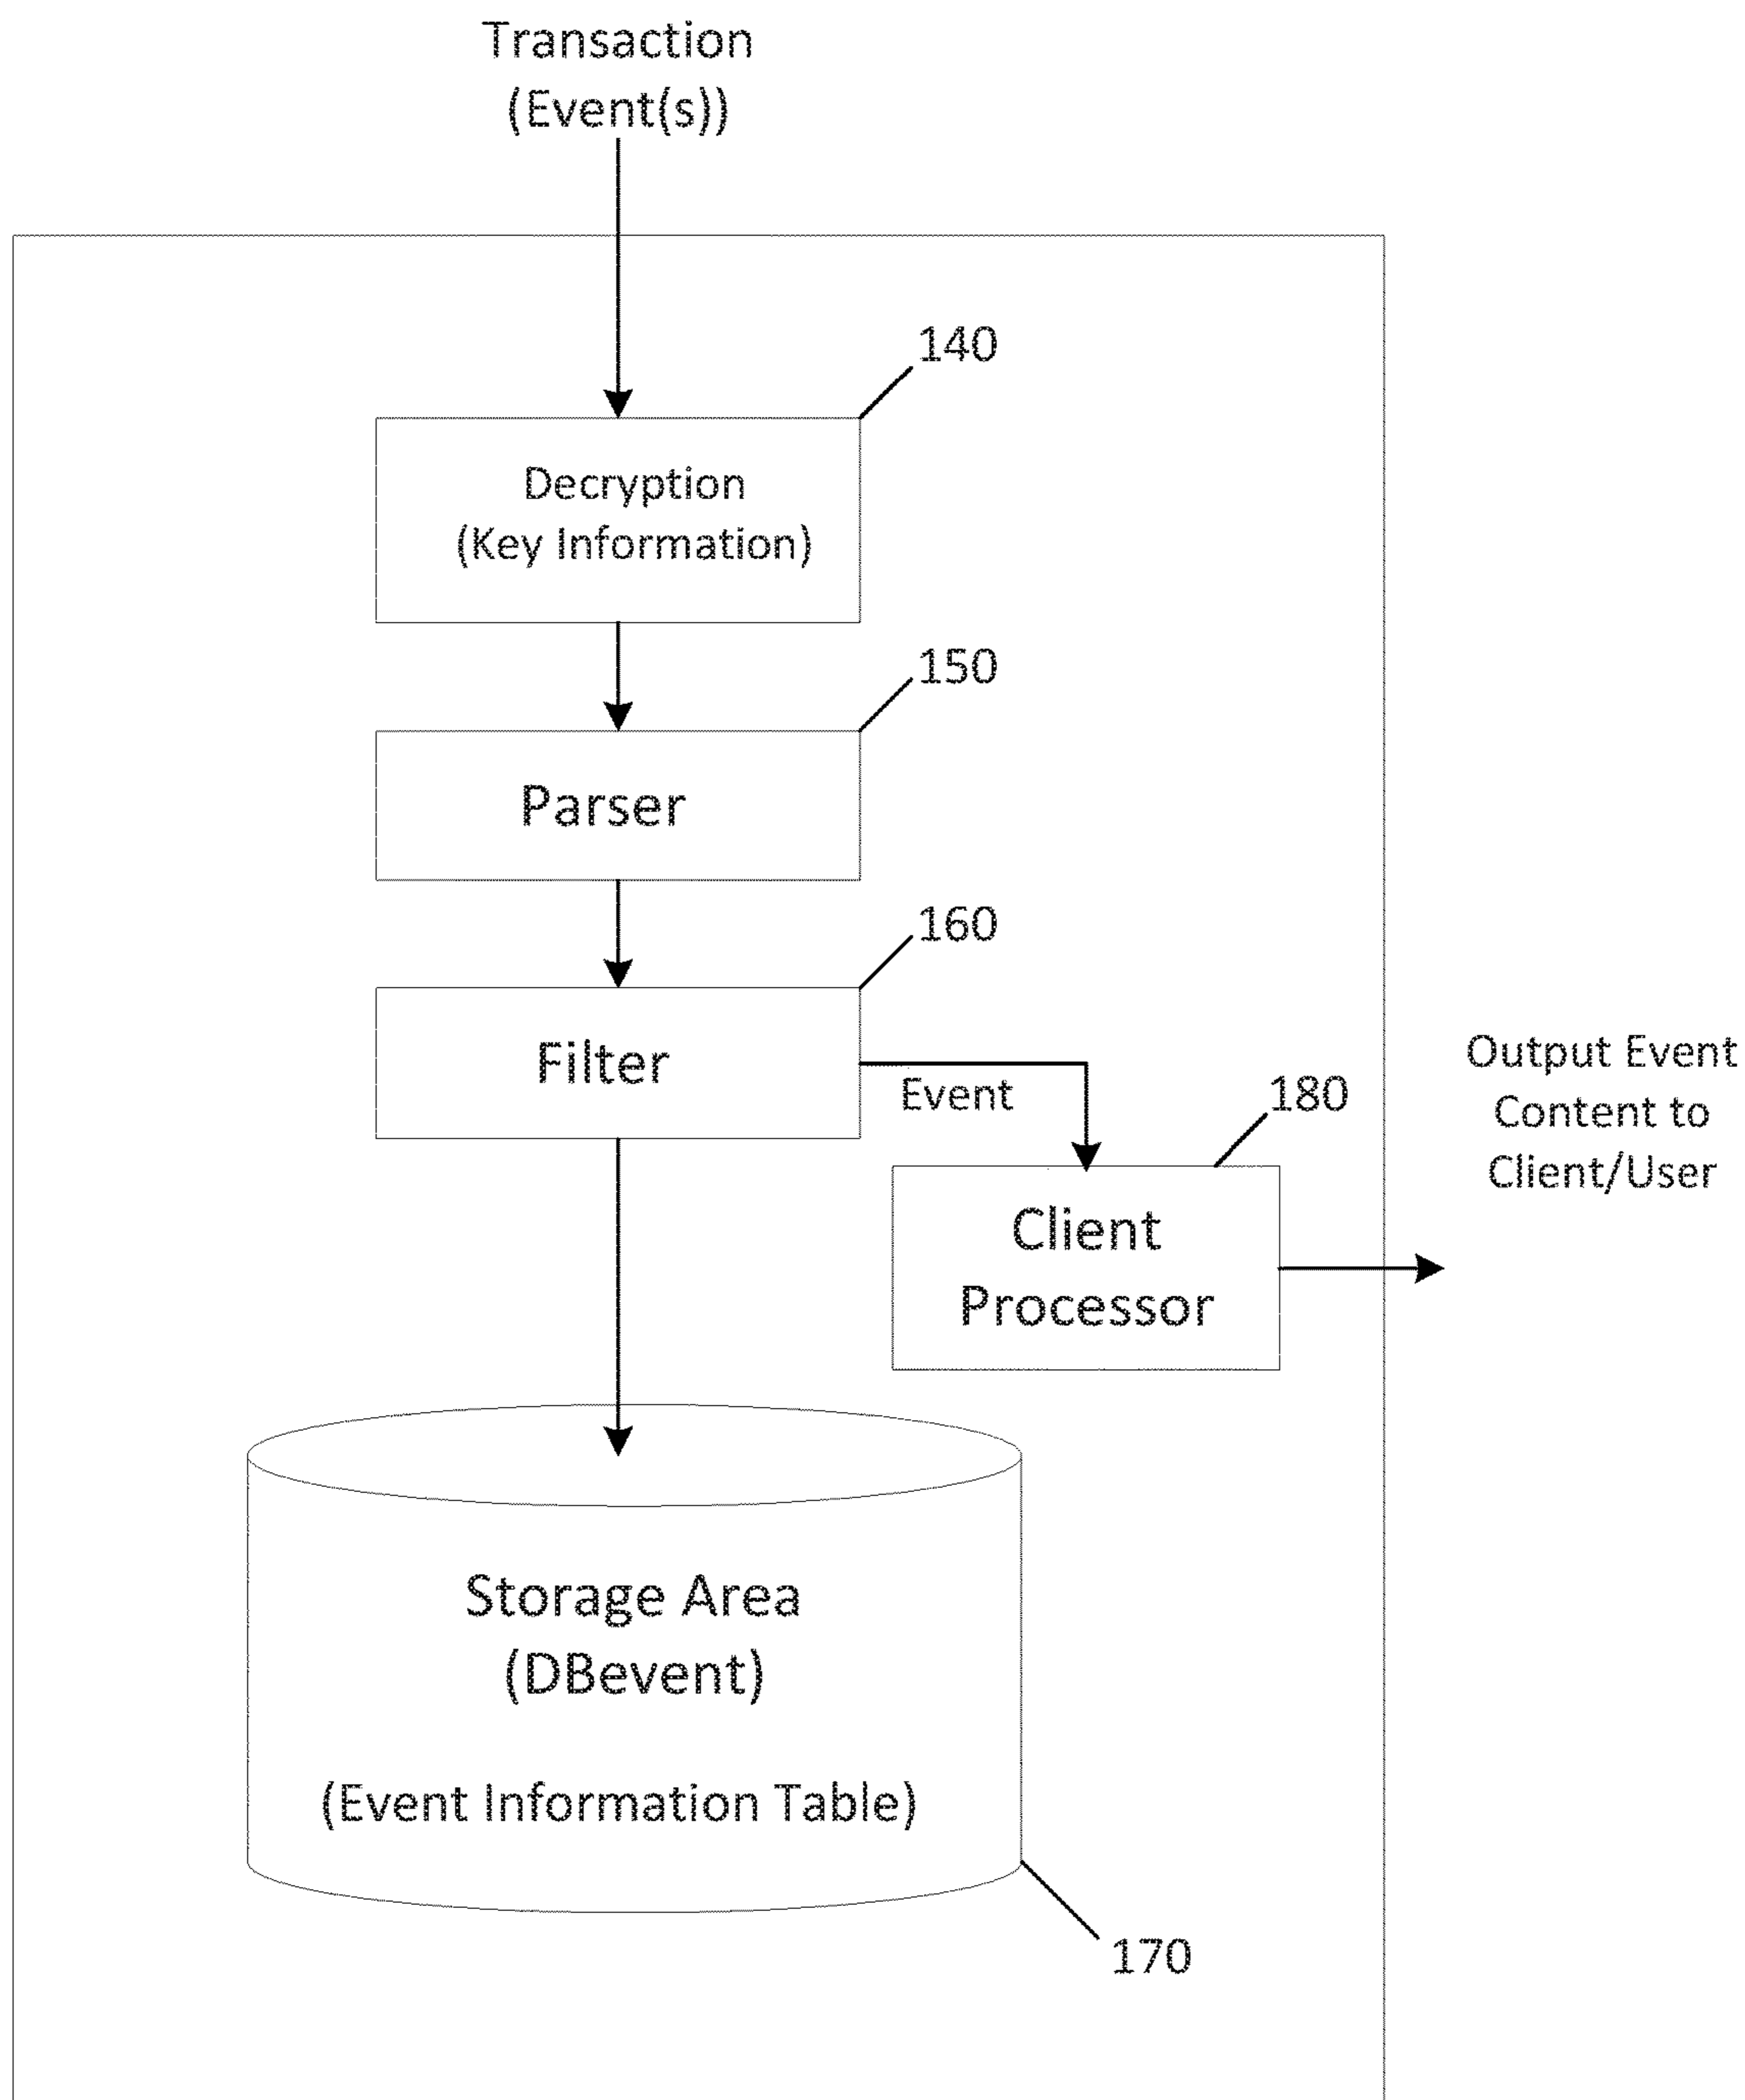 Transaction
(Event(s))
140
Decryption
(Key Information)
150
Parser
160
Filter
Event
180
Output Event
Content to
Client/User
Client
Processor
Storage Area
(DBevent)
(Event Information Table)
170